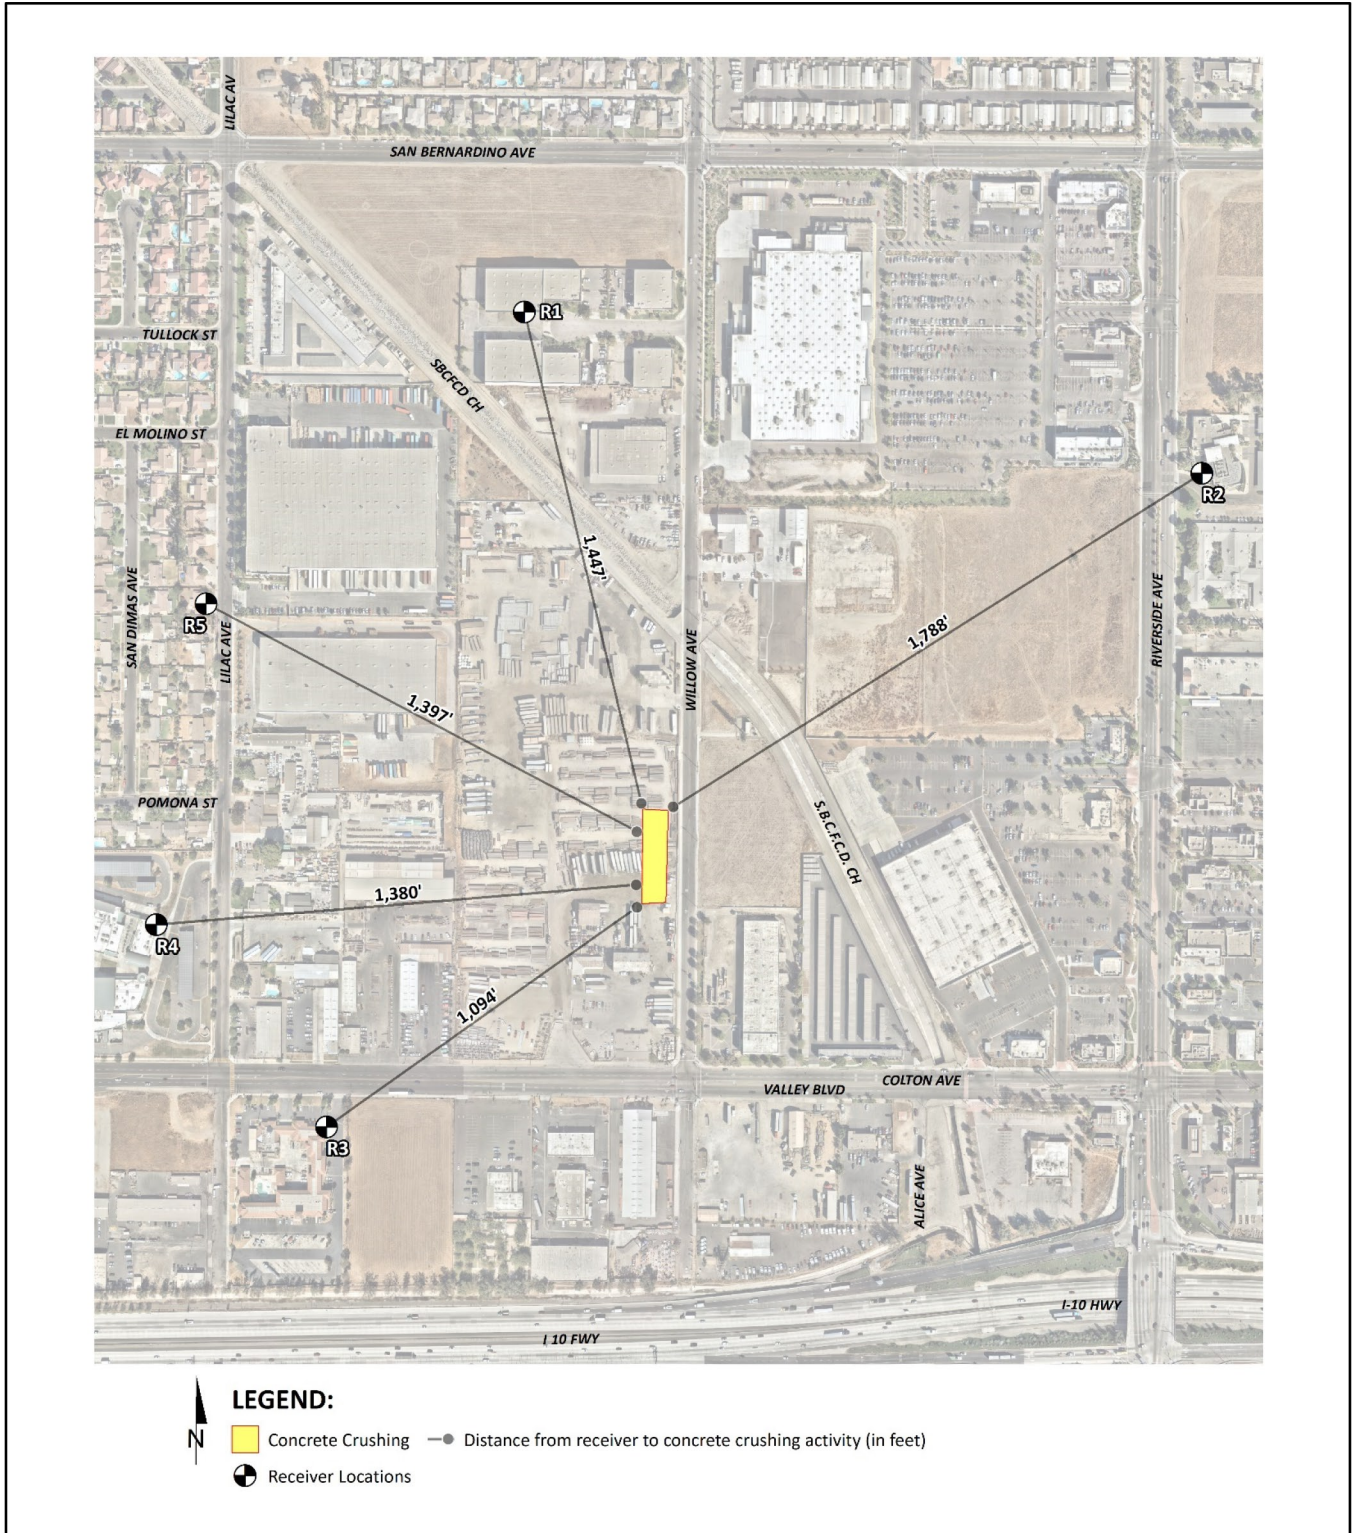 LILAC AV
SAN BERNARDINO AVE
R1
TULLOCK ST
SBCFCD CH
EL MOLINO ST
R2
1,447'
SAN DIMAS AVE
R5
LILAC AVE
WILLOW AVE
1,788'
RIVERSIDE AVE
1,397'
POMONA ST
S.B.C.F.C.D. CH
1,380'
R4
1,094'
COLTON AVE
VALLEY BLVD
R3
ALICE AVE
I-10 HWY
I 10 FWY
N
LEGEND:
Concrete Crushing
Distance from receiver to concrete crushing activity (in feet)
Receiver Locations